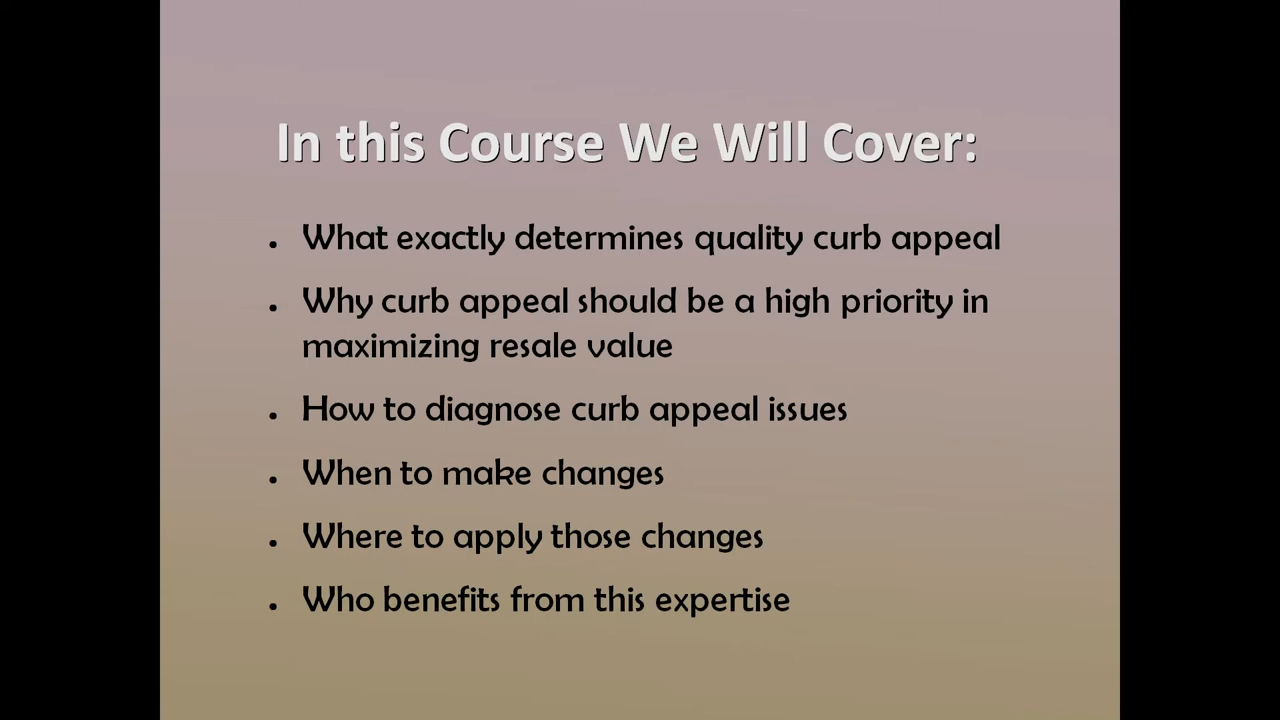 In this Course We Will Cover:
• What exactly determines quality curb appeal
• Why curb appeal should be a high priority in
maximizing resale value
• How to diagnose curb appeal issues
• When to make changes
• Where to apply those changes
• Who benefits from this expertise